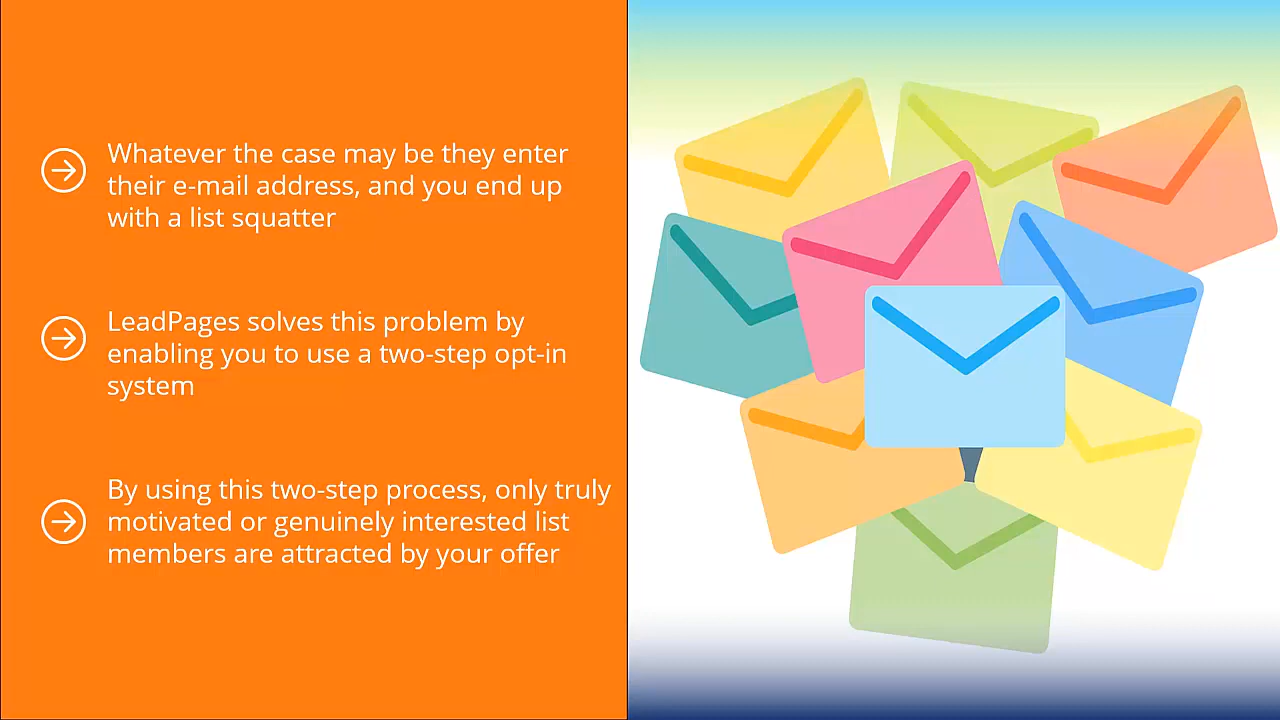 Whatever the case may be they enter
their e-mail address, and you end up
with a list squatter
LeadPages solves this problem by
enabling you to use a two-step opt-in
system
By using this two-step process, only truly
motivated or genuinely interested list
members are attracted by your offer